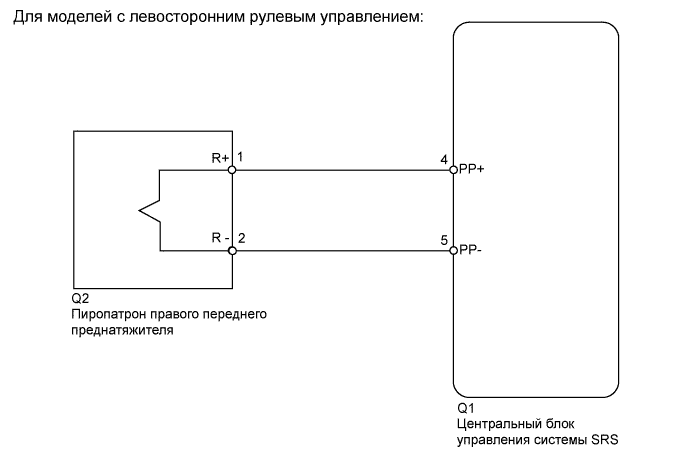 Для моделей с левосторонним рулевым управлением:
R+ 1
4 PP+
R - 2
5 PP-
Q2
Пиропатрон правого переднего
преднатяжителя
Q1
Центральный блок
управления системы SRS